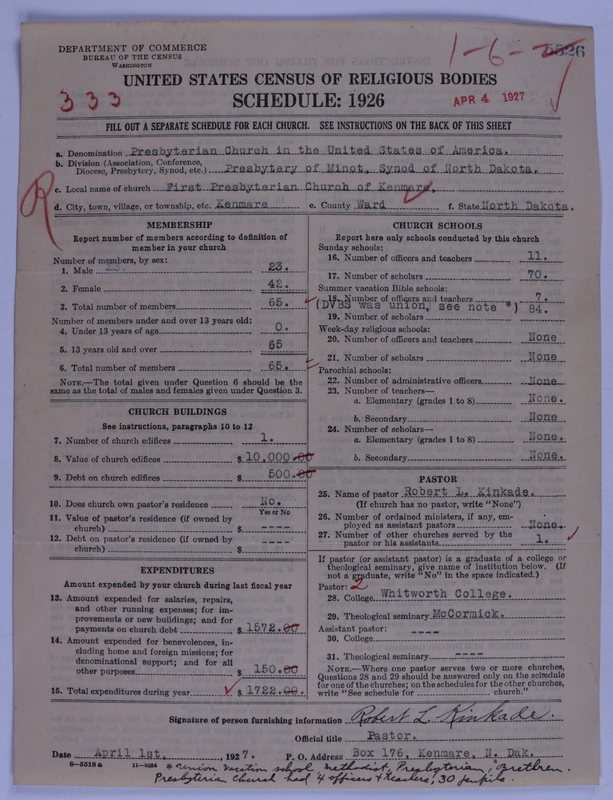 DEPARTMENT OF COMMERCE
BUREAU OF THE CENSUS
WASHINGTON
1-6-
5526
UNITED STATES CENSUS OF RELIGIOUS BODIES
333
SCHEDULE: 1926
APR 4 1927
FILL OUT A SEPARATE SCHEDULE FOR EACH CHURCH. SEE INSTRUCTIONS ON THE BACK OF THIS SHEET
a. Denomination Presbyterian Church in the United States of America.
b. Division (Association, Conference, Diocese, Presbytery, Synod, etc.) Presbytery of Minot, Synod of North Dakota.
R
c. Local name of church First Presbyterian Church of Kenmare.
d. City, town, village, or township, etc. Kenmare e. County Ward f. State North Dakota.
MEMBERSHIP
Report number of members according to definition of
member in your church
Number of members, by sex:
1. Male 23.
2. Female 42.
3. Total number of members 65.
Number of members under and over 13 years old:
4. Under 13 years of age 0.
5. 13 years old and over 65
6. Total number of members 65.
NOTE.—The total given under Question 6 should be
the same as the total of males and females given under Question 3.
CHURCH BUILDINGS
See instructions, paragraphs 10 to 12
7. Number of church edifices 1.
8. Value of church edifices $ 10,000.00
9. Debt on church edifices $ 500.00
10. Does church own pastor's residence No.
Yes or No
11. Value of pastor's residence (if owned by
church) $ ----
12. Debt on pastor's residence (if owned by
church) $ ----
EXPENDITURES
Amount expended by your church during last fiscal year
13. Amount expended for salaries, repairs,
and other running expenses; for im-
provements or new buildings; and for
payments on church debt $ 1572.00
14. Amount expended for benevolences, in-
cluding home and foreign missions; for
denominational support; and for all
other purposes $ 150.00
15. Total expenditures during year $ 1722.00.
CHURCH SCHOOLS
Report here only schools conducted by this church
Sunday schools:
16. Number of officers and teachers 11.
17. Number of scholars 70.
Summer vacation Bible schools:
18. Number of officers and teachers 7.
(DVBS was union, see note *) 84.
19. Number of scholars
Week-day religious schools:
20. Number of officers and teachers None
21. Number of scholars None
Parochial schools:
22. Number of administrative officers None.
23. Number of teachers—
a. Elementary (grades 1 to 8) None.
b. Secondary None
24. Number of scholars—
a. Elementary (grades 1 to 8) None.
b. Secondary None.
PASTOR
25. Name of pastor Robert L. Kinkade.
(If church has no pastor, write "None")
26. Number of ordained ministers, if any, em-
ployed as assistant pastors None.
27. Number of other churches served by the
pastor or his assistants 1.
If pastor (or assistant pastor) is a graduate of a college or
theological seminary, give name of institution below. (If
not a graduate, write "No" in the space indicated.)
Pastor: 2
28. College Whitworth College.
29. Theological seminary McCormick.
Assistant pastor:
30. College ----
31. Theological seminary ----
NOTE.—Where one pastor serves two or more churches,
Questions 28 and 29 should be answered only on the schedule
for one of the churches; on the schedules for the other churches,
write "See schedule for church."
Signature of person furnishing information Robert L. Kinkade.
Official title Pastor.
Date April 1st, 1927. P. O. Address Box 176, Kenmare, N. Dak.
8-5518 a 11-9084 * Union vacation school, Methodist, Presbyterian,
Presbyterian Church had 4 officers & teachers, 30 pupils.